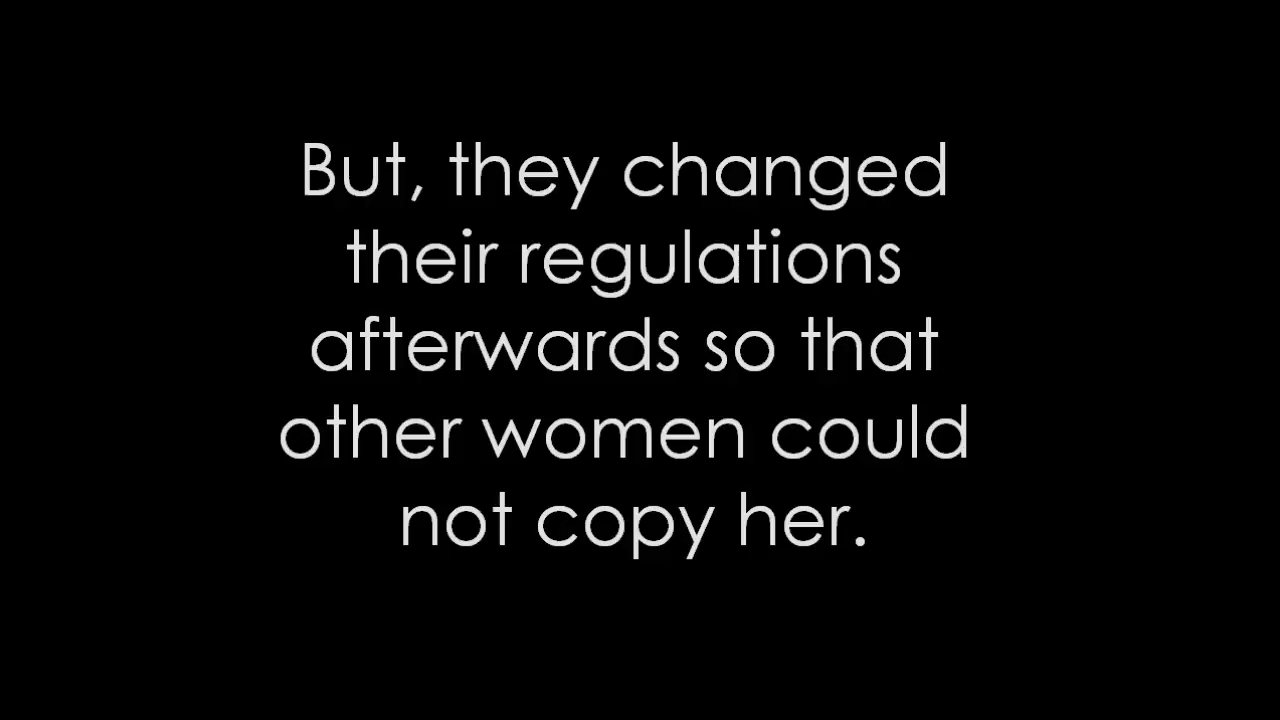 But, they changed
their regulations
afterwards so that
other women could
not copy her.